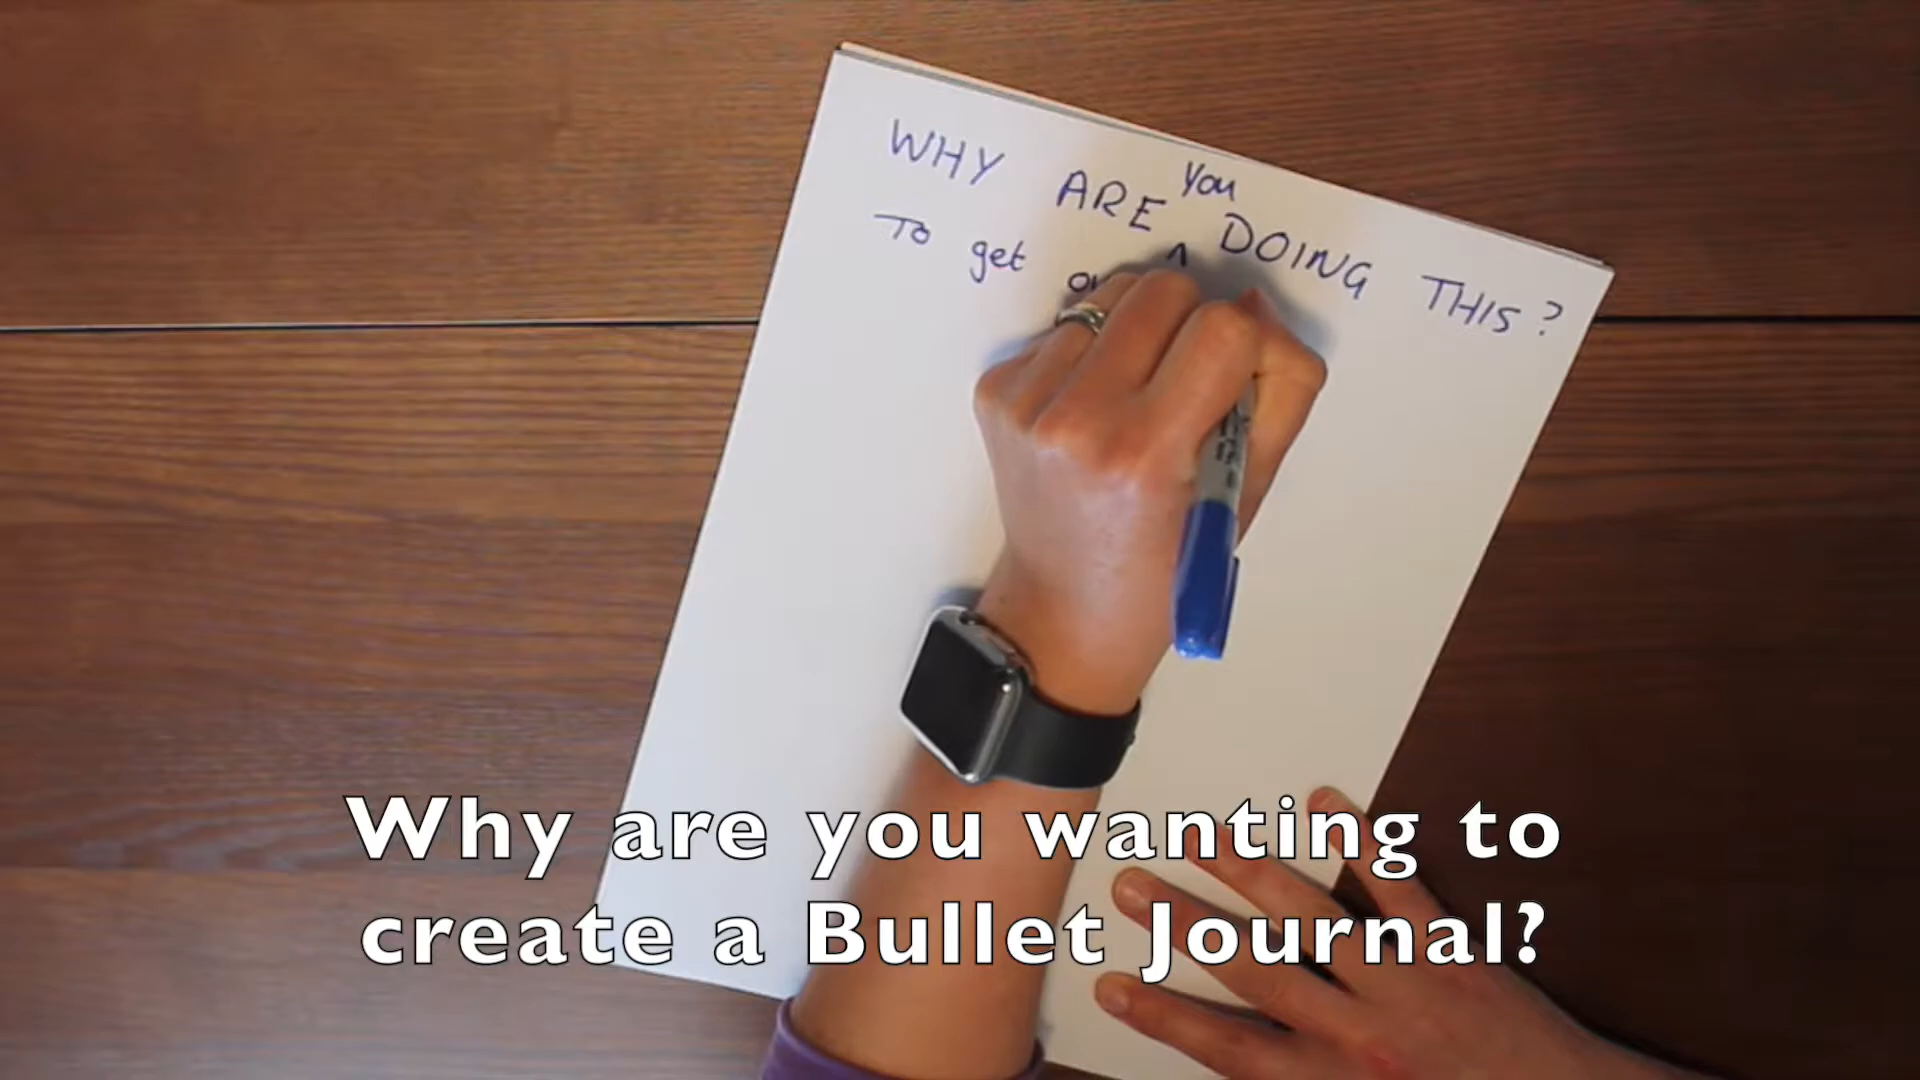 WHY ARE you DOING THIS?
^
To get
Why are you wanting to
create a Bullet Journal?